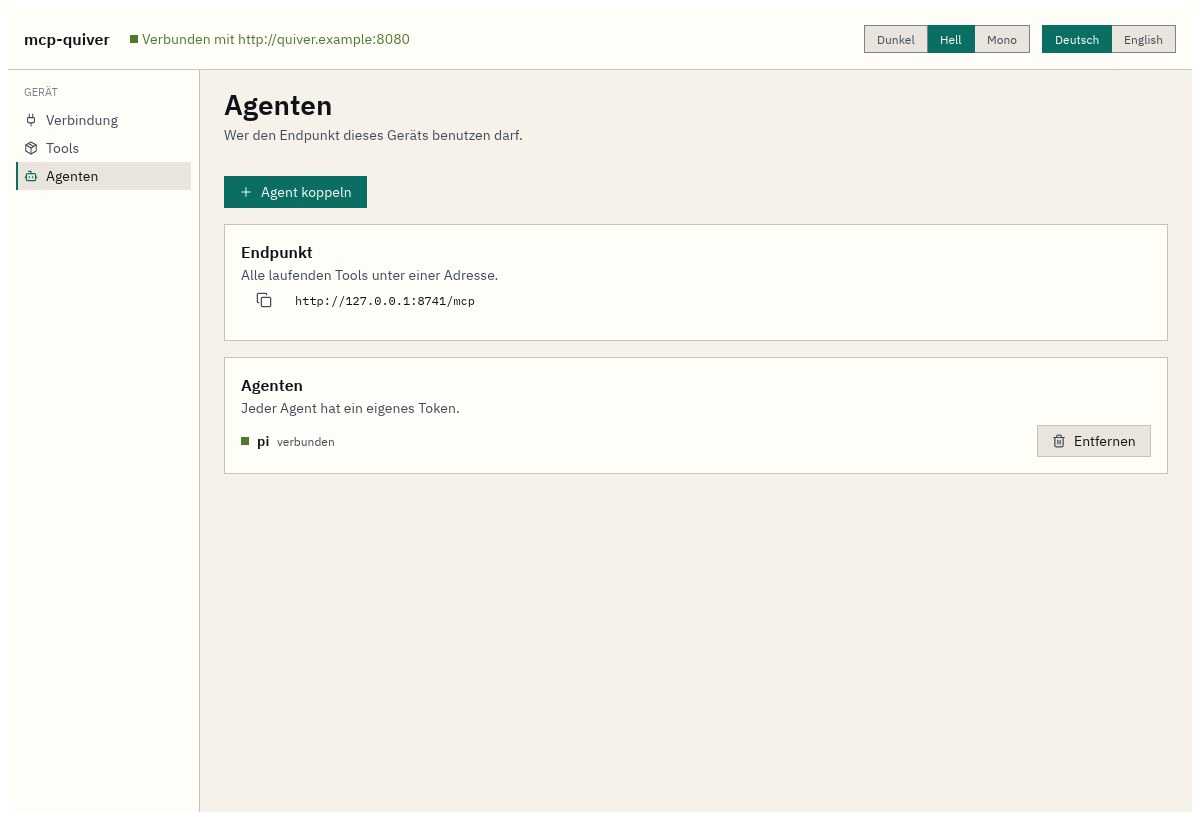 mcp-quiver
Verbunden mit http://quiver.example:8080
Dunkel Hell Mono Deutsch English
GERÄT
Verbindung
Tools
Agenten
Agenten
Wer den Endpunkt dieses Geräts benutzen darf.
Agent koppeln
Endpunkt
Alle laufenden Tools unter einer Adresse.
http://127.0.0.1:8741/mcp
Agenten
Jeder Agent hat ein eigenes Token.
pi verbunden
Entfernen